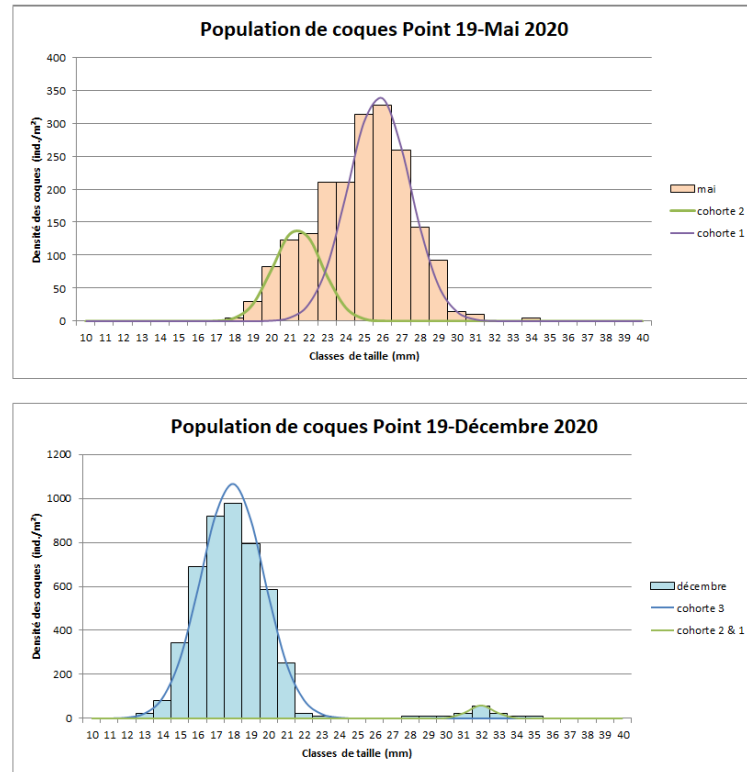 Population de coques Point 19-Mai 2020
400
350
300
250
200
150
100
50
0
Densité des coques (ind./m²)
10 11 12 13 14 15 16 17 18 19 20 21 22 23 24 25 26 27 28 29 30 31 32 33 34 35 36 37 38 39 40
Classes de taille (mm)
mai
cohorte 2
cohorte 1
Population de coques Point 19-Décembre 2020
1200
1000
800
600
400
200
0
Densité des coques (ind./m²)
10 11 12 13 14 15 16 17 18 19 20 21 22 23 24 25 26 27 28 29 30 31 32 33 34 35 36 37 38 39 40
Classes de taille (mm)
décembre
cohorte 3
cohorte 2 & 1